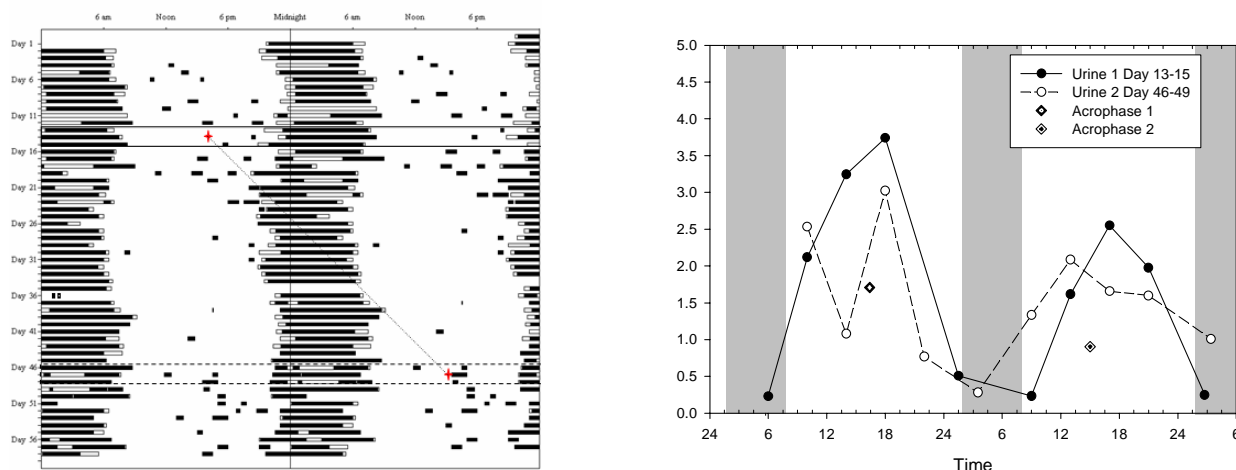 6 am Noon 6 pm Midnight 6 am Noon 6 pm
Day 1
Day 6
Day 11
Day 16
Day 21
Day 26
Day 31
Day 36
Day 41
Day 46
Day 51
Day 56
5.0
4.5
4.0
3.5
3.0
2.5
2.0
1.5
1.0
0.5
0.0
Urine 1 Day 13-15
Urine 2 Day 46-49
Acrophase 1
Acrophase 2
24 6 12 18 24 6 12 18 24 6
Time